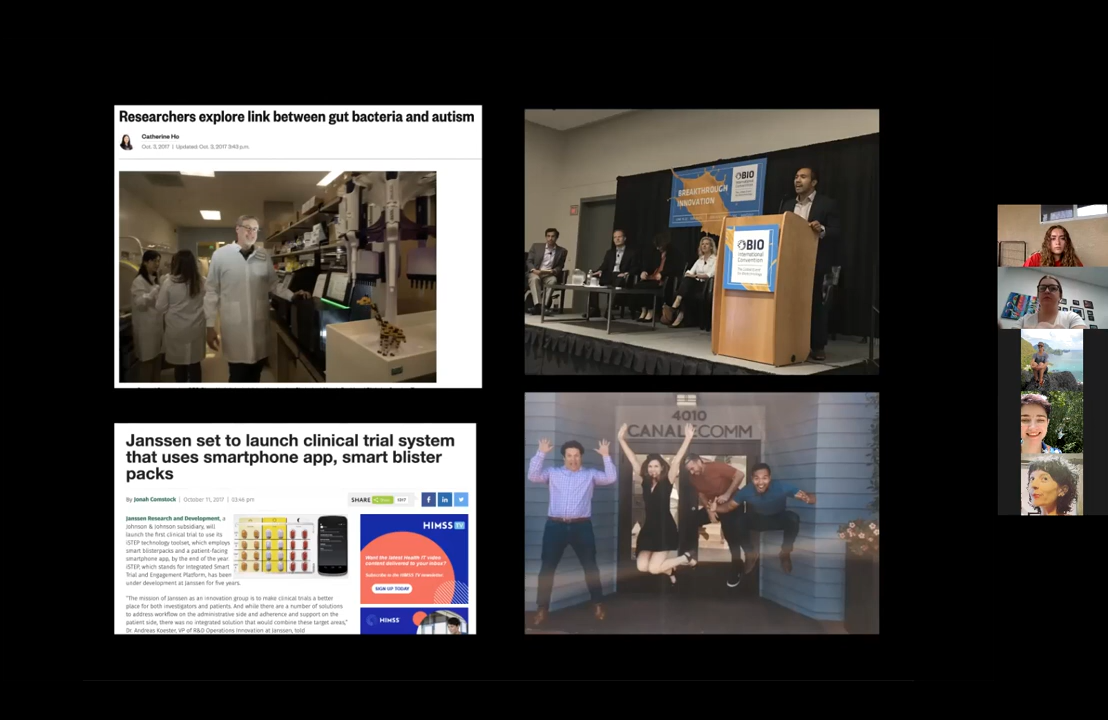 Researchers explore link between gut bacteria and autism
Catherine Ho
Oct. 3, 2017 | Updated: Oct. 3, 2017 3:43 p.m.
BREAKTHROUGH
INNOVATION
BIO
International
Convention
BIO
International
Convention
Janssen set to launch clinical trial system
that uses smartphone app, smart blister
packs
By Jonah Comstock | October 11, 2017 | 03:46 pm
SHARE
Janssen Research and Development, a
Johnson & Johnson subsidiary, will
launch the first clinical trial to use its
iSTEP technology toolset, which employs
smart blisterpacks and a patient-facing
smartphone app, by the end of the year.
iSTEP, which stands for Integrated Smart
Trial and Engagement Platform, has been
under development at Janssen for five years.
"The mission of Janssen as an innovation group is to make clinical trials a better
place for both investigators and patients. And while there are a number of solutions
to address workflow on the administrative side and adherence and support on the
patient side, there was no integrated solution that would combine these target areas,"
Dr. Andreas Koester, VP of R&D Operations Innovation at Janssen, told
HIMSS TV
Want the latest Health IT video
content delivered to your inbox?
Subscribe to the HIMSS TV newsletter
SIGN UP TODAY
HIMSS
4010
CANAL COMM